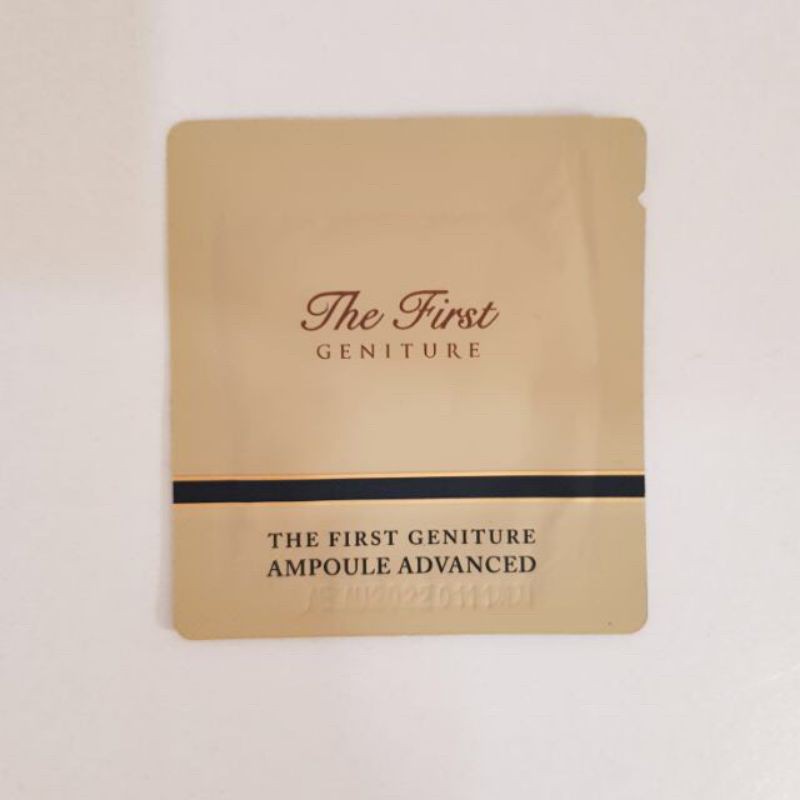 The First
GENITURE
THE FIRST GENITURE
AMPOULE ADVANCED